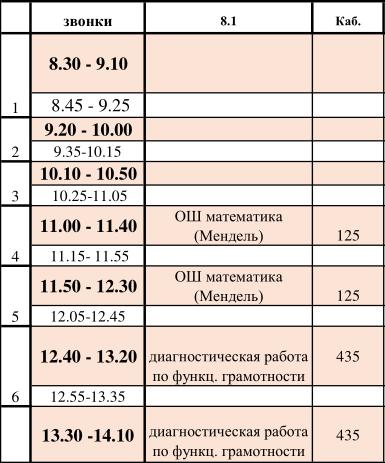 звонки 8.1 Каб.
8.30 - 9.10
1 8.45 - 9.25
9.20 - 10.00
2 9.35-10.15
10.10 - 10.50
3 10.25-11.05
11.00 - 11.40 ОШ математика
(Мендель) 125
4 11.15- 11.55
11.50 - 12.30 ОШ математика
(Мендель) 125
5 12.05-12.45
12.40 - 13.20 диагностическая работа 435
по функц. грамотности
6 12.55-13.35
13.30 -14.10 диагностическая работа 435
по функц. грамотности